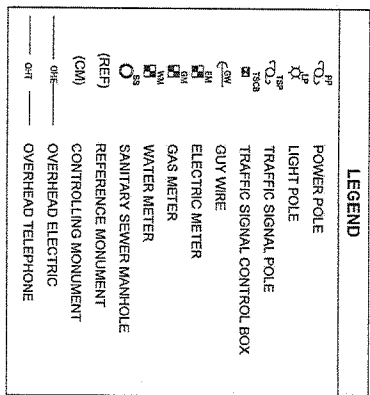 LEGEND
PP POWER POLE
LP LIGHT POLE
TSP TRAFFIC SIGNAL POLE
TSCB TRAFFIC SIGNAL CONTROL BOX
GW GUY WIRE
EM ELECTRIC METER
GM GAS METER
WM WATER METER
SS SANITARY SEWER MANHOLE
(REF) REFERENCE MONUMENT
(CM) CONTROLLING MONUMENT
OHE OVERHEAD ELECTRIC
OHT OVERHEAD TELEPHONE